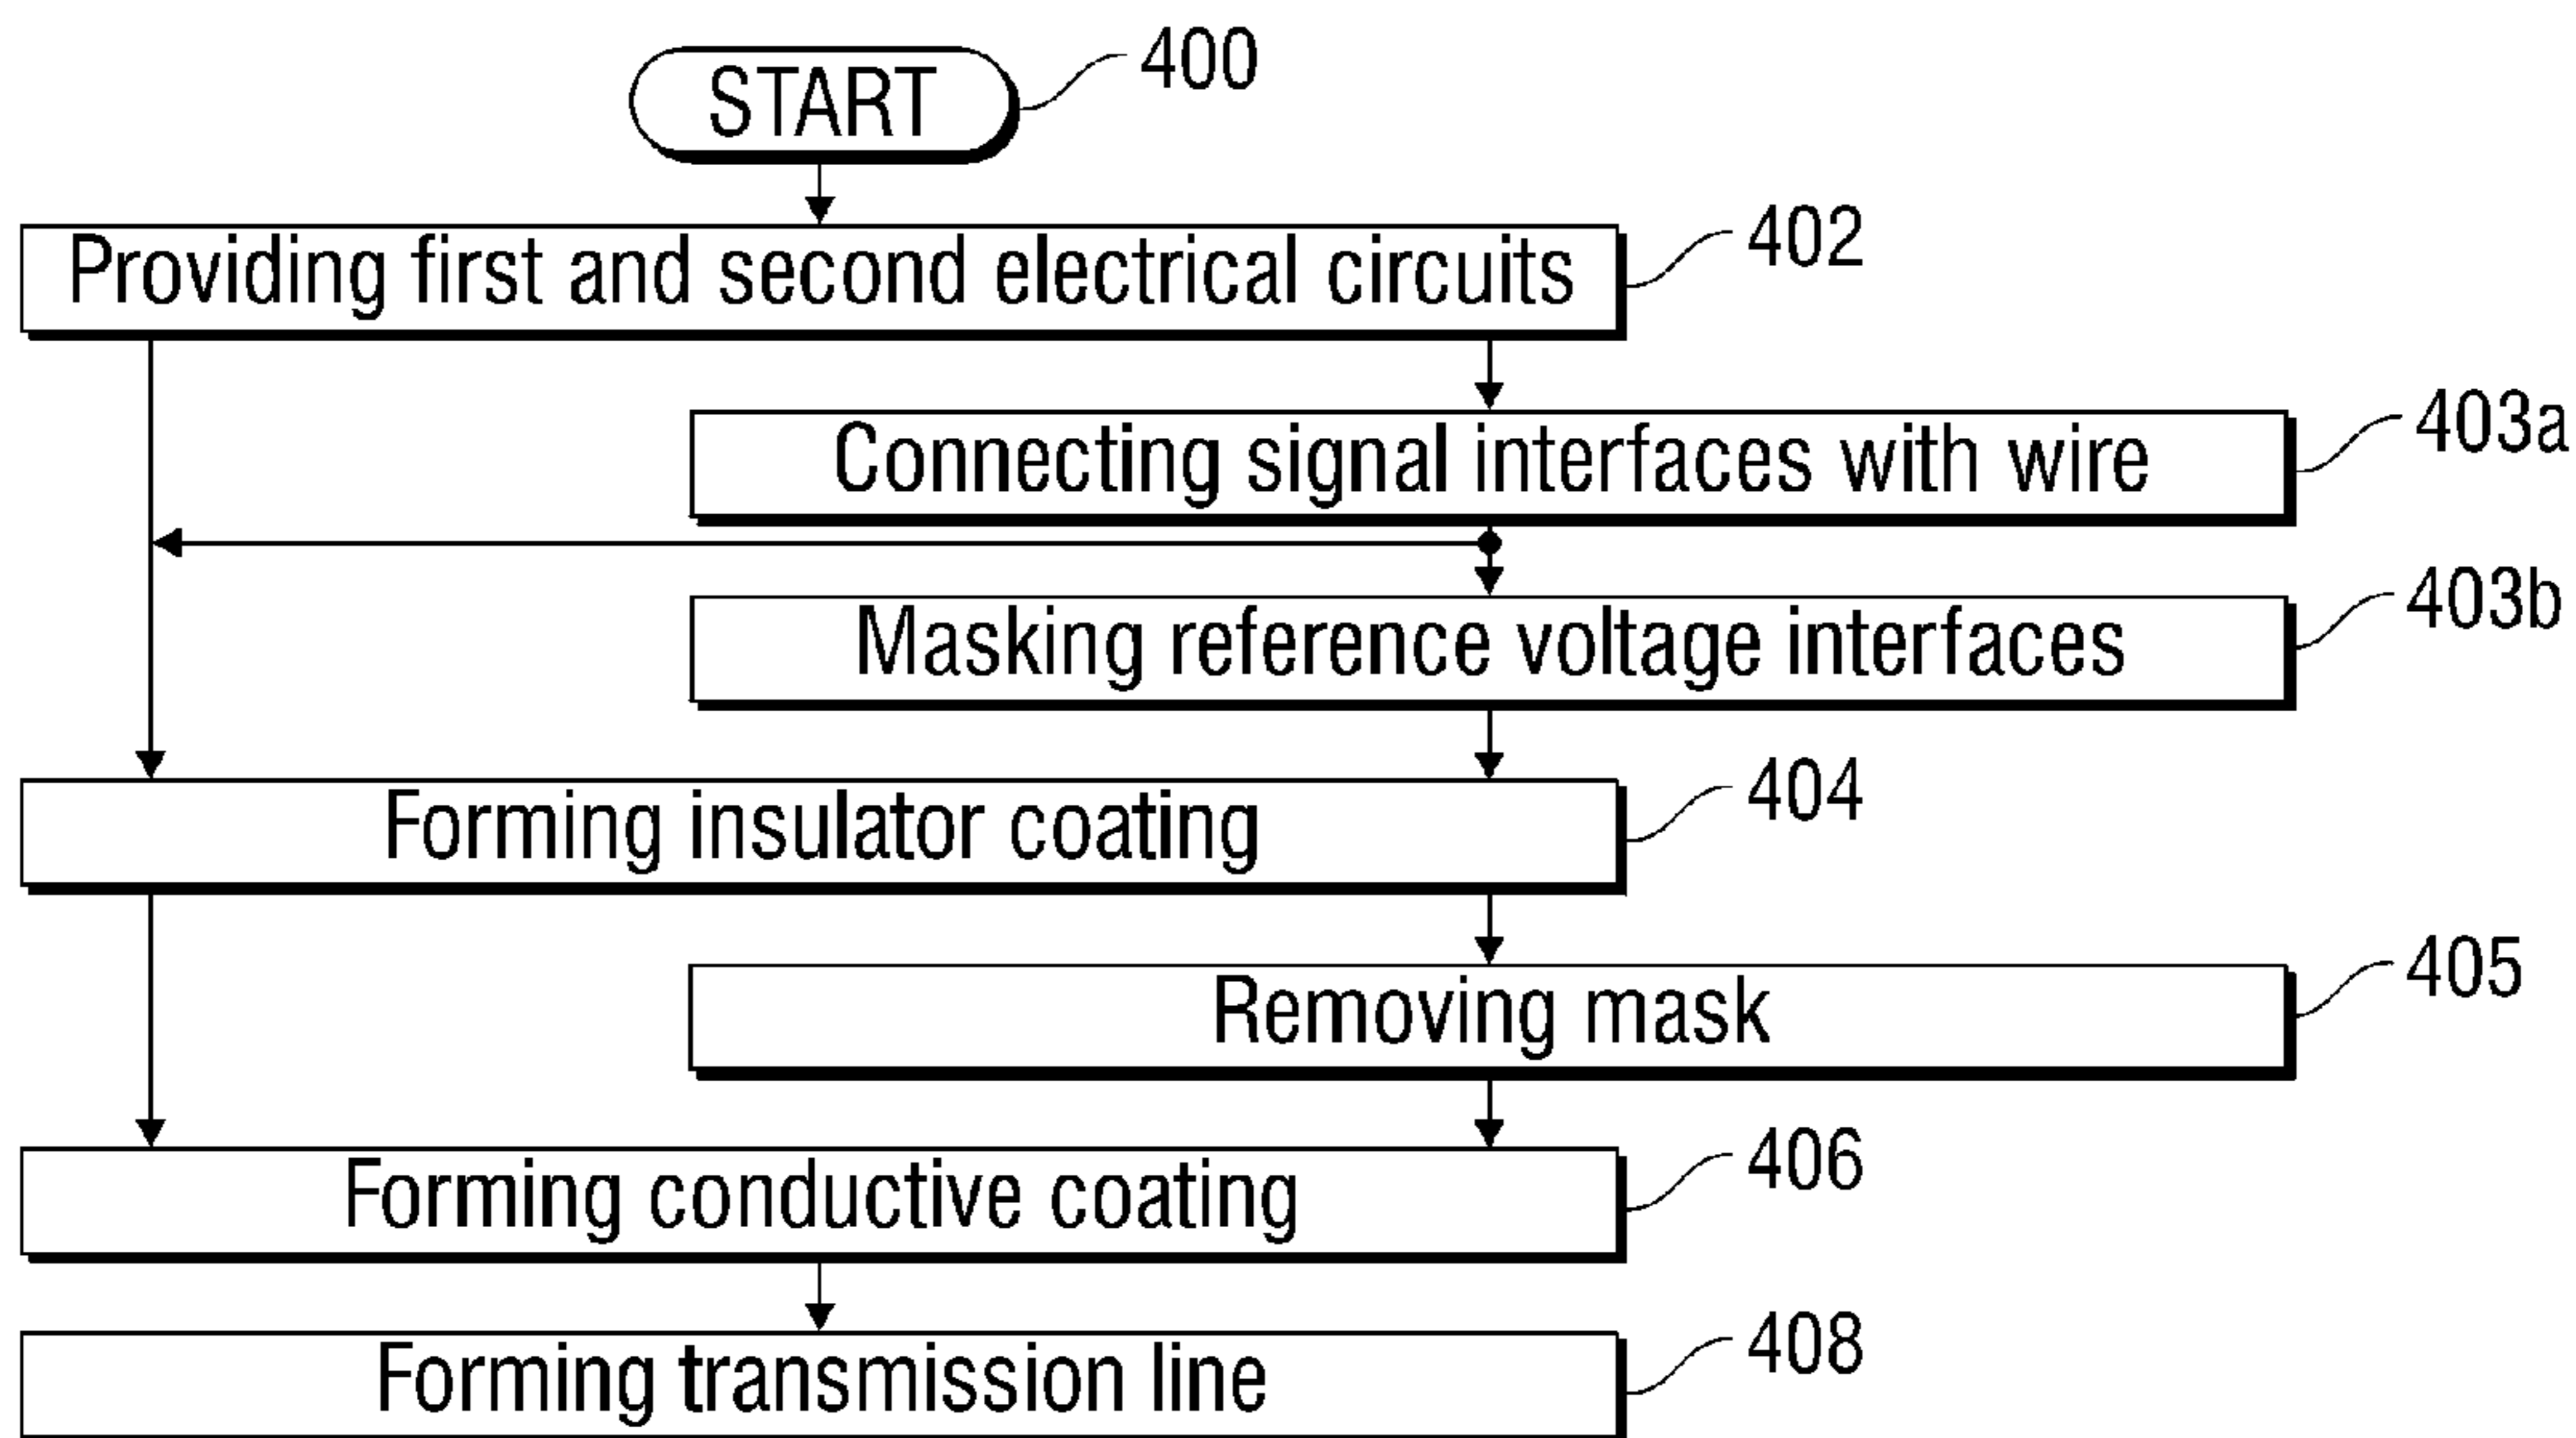 START
400
Providing first and second electrical circuits
402
Connecting signal interfaces with wire
403a
Masking reference voltage interfaces
403b
Forming insulator coating
404
Removing mask
405
Forming conductive coating
406
Forming transmission line
408